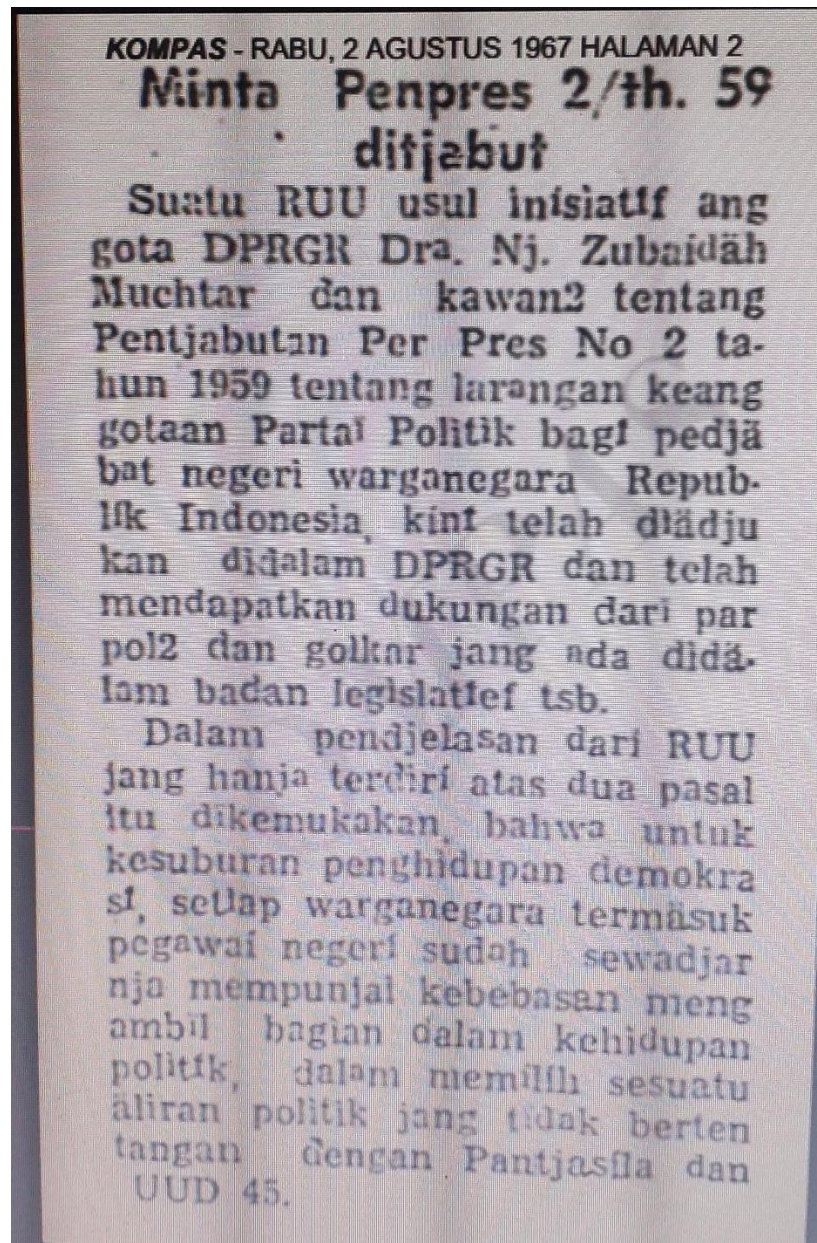 KOMPAS - RABU, 2 AGUSTUS 1967 HALAMAN 2
Minta Penpres 2/th. 59
ditjabut
Suatu RUU usul inisiatif ang
gota DPRGR Dra. Nj. Zubaidah
Muchtar dan kawan2 tentang
Pentjabutan Per Pres No 2 ta-
hun 1959 tentang larangan keang
gotaan Partai Politik bagi pedja
bat negeri warganegara Repub-
lik Indonesia, kini telah diadju
kan didalam DPRGR dan telah
mendapatkan dukungan dari par
pol2 dan golkar jang ada dida-
lam badan legislatief tsb.
Dalam pendjelasan dari RUU
jang hanja terdiri atas dua pasal
itu dikemukakan, bahwa untuk
kesuburan penghidupan demokra
si, setiap warganegara termasuk
pegawai negeri sudah sewadjar
nja mempunjai kebebasan meng
ambil bagian dalam kehidupan
politik, dalam memilih sesuatu
aliran politik jang tidak berten
tangan dengan Pantjasila dan
UUD 45.